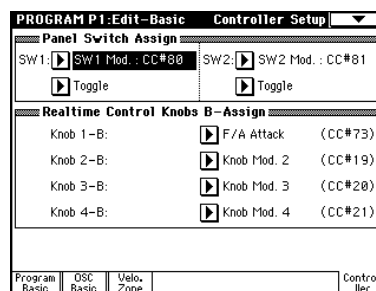 PROGRAM P1:Edit-Basic Controller Setup
Panel Switch Assign
SW1: SW1 Mod.:CC#80 SW2: SW2 Mod.:CC#81
Toggle Toggle
Realtime Control Knobs B-Assign
Knob 1-B: F/A Attack (CC#73)
Knob 2-B: Knob Mod. 2 (CC#19)
Knob 3-B: Knob Mod. 3 (CC#20)
Knob 4-B: Knob Mod. 4 (CC#21)
Program OSC Velo. Contro
Basic Basic Zone ller